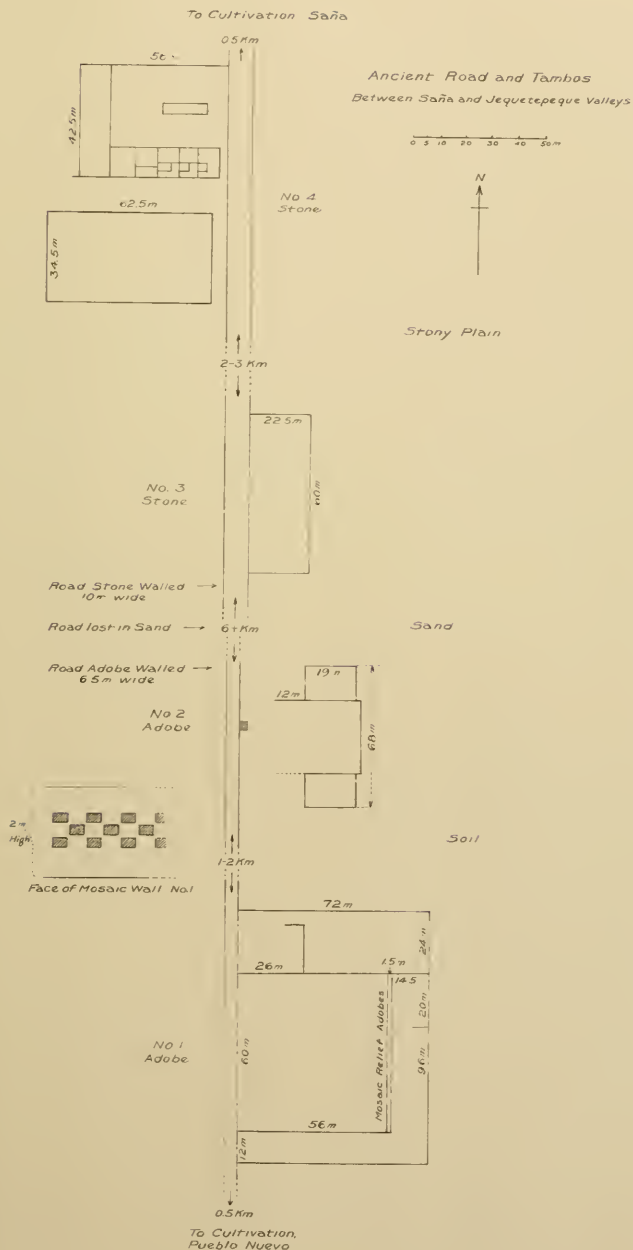 To Cultivation Saña
0.5 Km
Ancient Road and Tambos
Between Saña and Jequetepeque Valleys
0 5 10 20 30 40 50m
N
42.5m
No 4
Stone
62.5m
34.5m
Stony Plain
2-3 Km
22.5m
60m
No. 3
Stone
Road Stone Walled
10m wide
Road lost in Sand
6+Km
Sand
Road Adobe Walled
6.5m wide
19m
12m
68m
No 2
Adobe
2m
High
Soil
1-2 Km
Face of Mosaic Wall No.1
72m
24m
26m
1.5m
14.5
20m
Mosaic Relief Adobes
60m
96m
No 1
Adobe
56m
12m
0.5 Km
To Cultivation,
Pueblo Nuevo